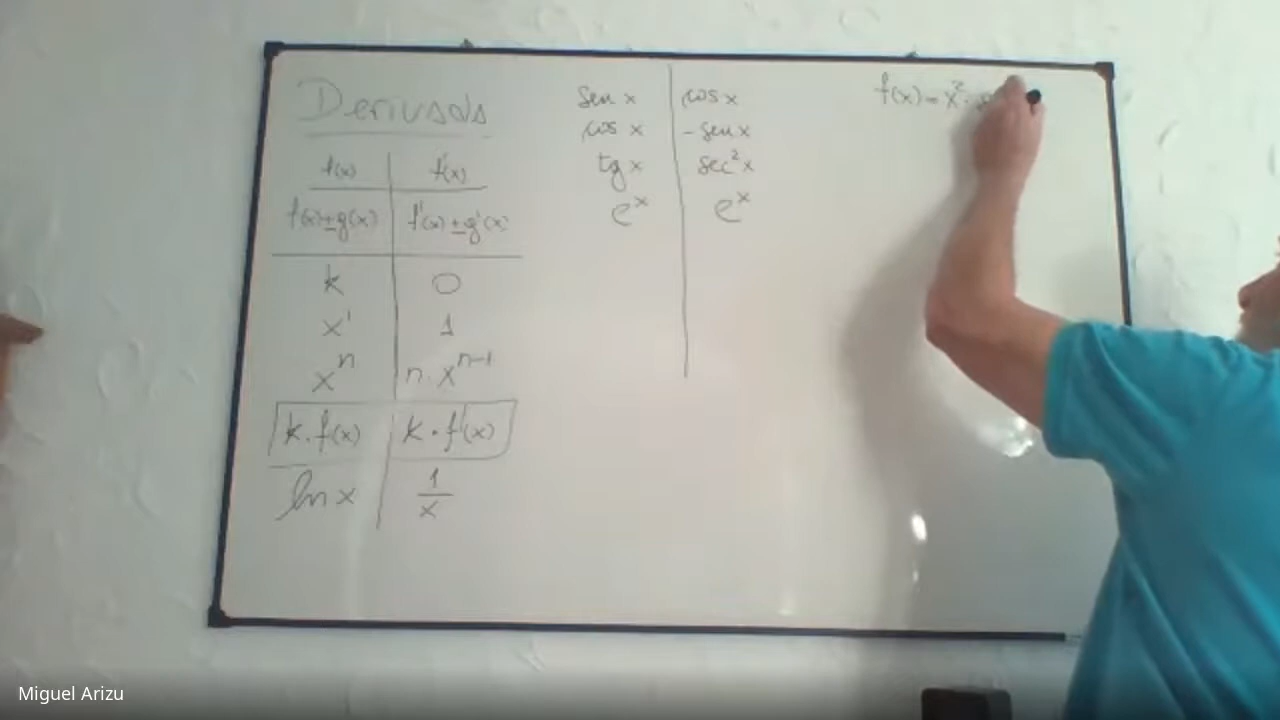 Derivada
f(x) f'(x)
f(x)±g(x) f'(x)±g'(x)
k 0
x¹ 1
xⁿ n·xⁿ⁻¹
k·f(x) k·f'(x)
ln x 1/x
sen x cos x
cos x -sen x
tg x sec²x
eˣ eˣ
f(x)=x²·
Miguel Arizu